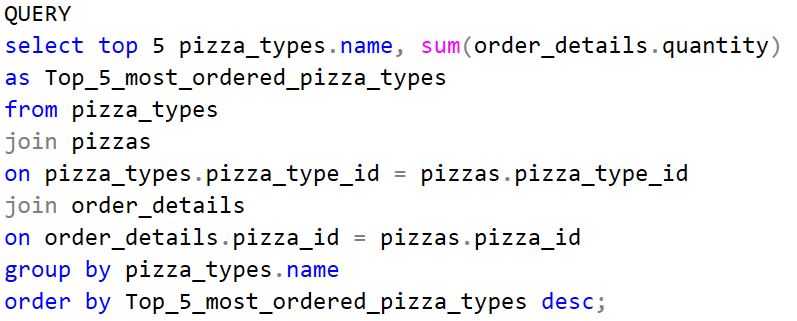 QUERY
select top 5 pizza_types.name, sum(order_details.quantity)
as Top_5_most_ordered_pizza_types
from pizza_types
join pizzas
on pizza_types.pizza_type_id = pizzas.pizza_type_id
join order_details
on order_details.pizza_id = pizzas.pizza_id
group by pizza_types.name
order by Top_5_most_ordered_pizza_types desc;